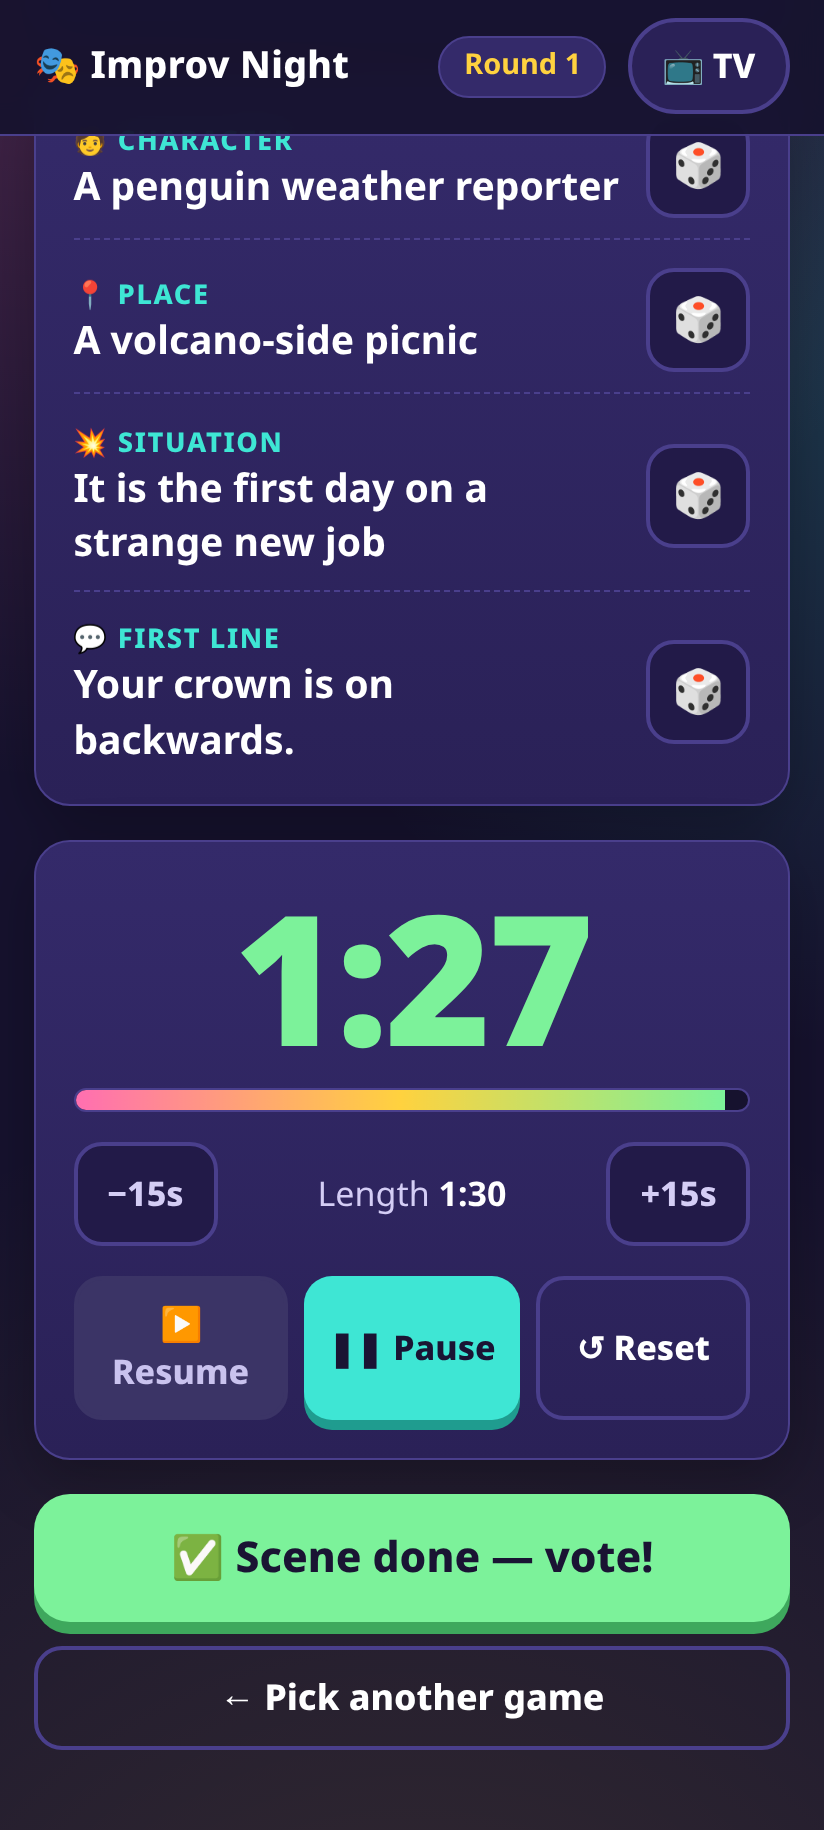 🎭 Improv Night
Round 1
📺 TV
🧑 CHARACTER
A penguin weather reporter
📍 PLACE
A volcano-side picnic
💥 SITUATION
It is the first day on a
strange new job
💬 FIRST LINE
Your crown is on
backwards.
1:27
−15s
Length 1:30
+15s
▶️
Resume
❚❚ Pause
↺ Reset
✅ Scene done — vote!
← Pick another game